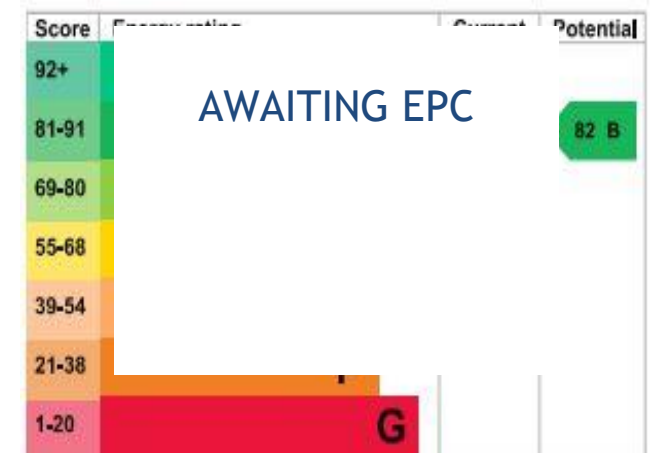 Score Potential
92+
AWAITING EPC
81-91 82 B
69-80
55-68
39-54
21-38
1-20 G